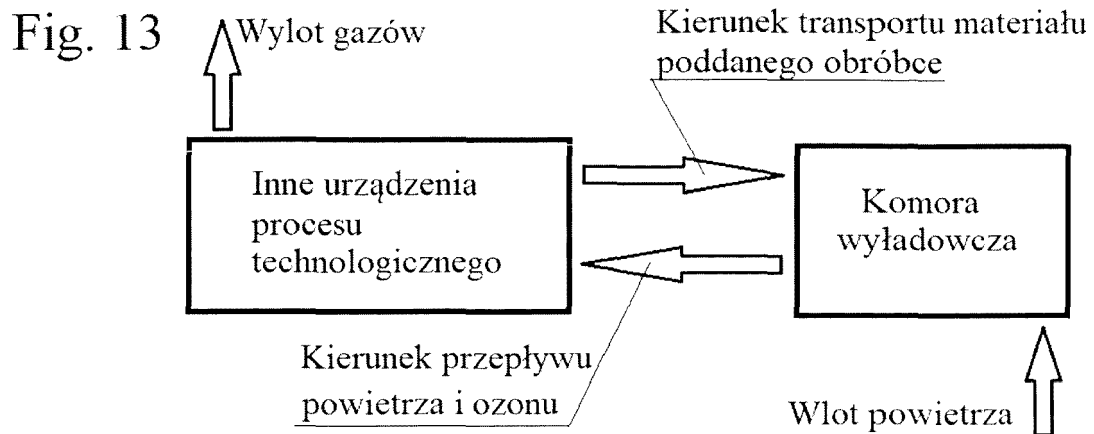 Fig. 13
Wylot gazów
Kierunek transportu materiału
poddanego obróbce
Inne urządzenia
procesu
technologicznego
Komora
wyładowcza
Kierunek przepływu
powietrza i ozonu
Wlot powietrza